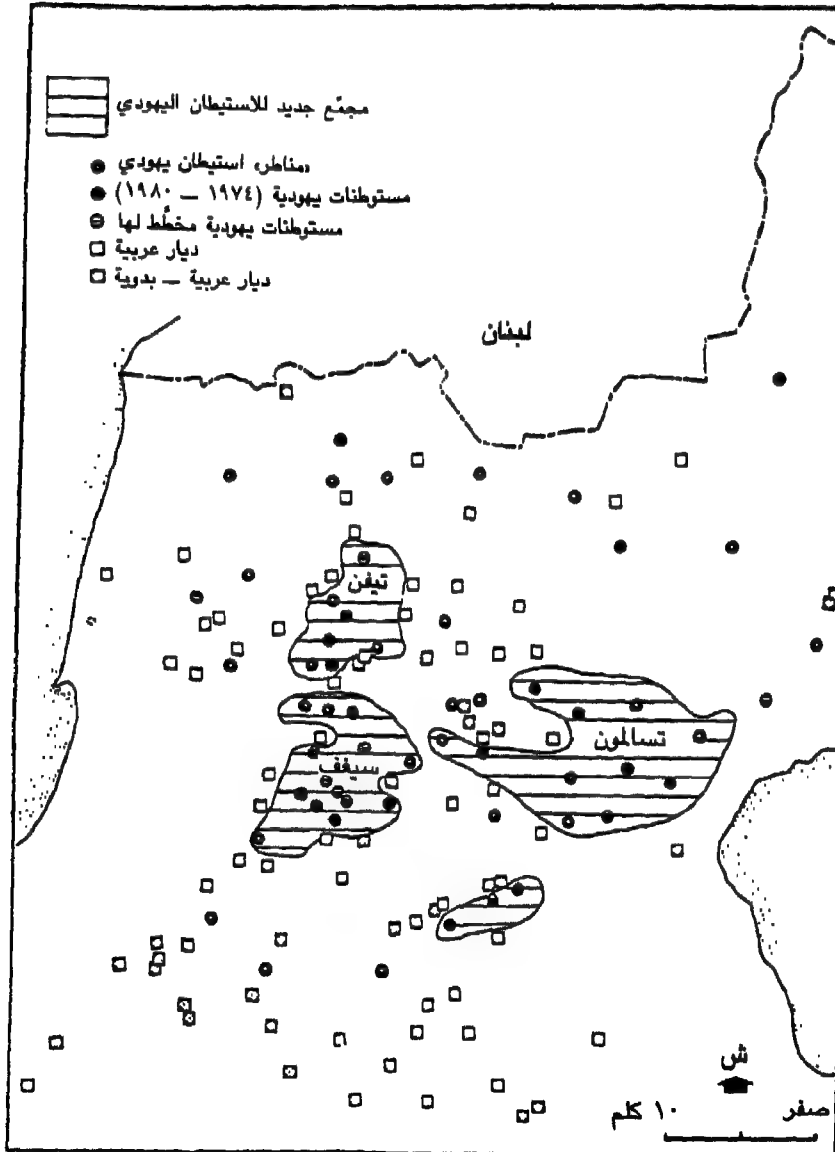 مجمّع جديد للاستيطان اليهودي
مناطر، استيطان يهودي
مستوطنات يهودية (١٩٧٤ – ١٩٨٠)
مستوطنات يهودية مخطَّط لها
ديار عربية
ديار عربية – بدوية
لبنان
تيفن
تسالمون
سيغف
ش
صفر
١٠ كلم